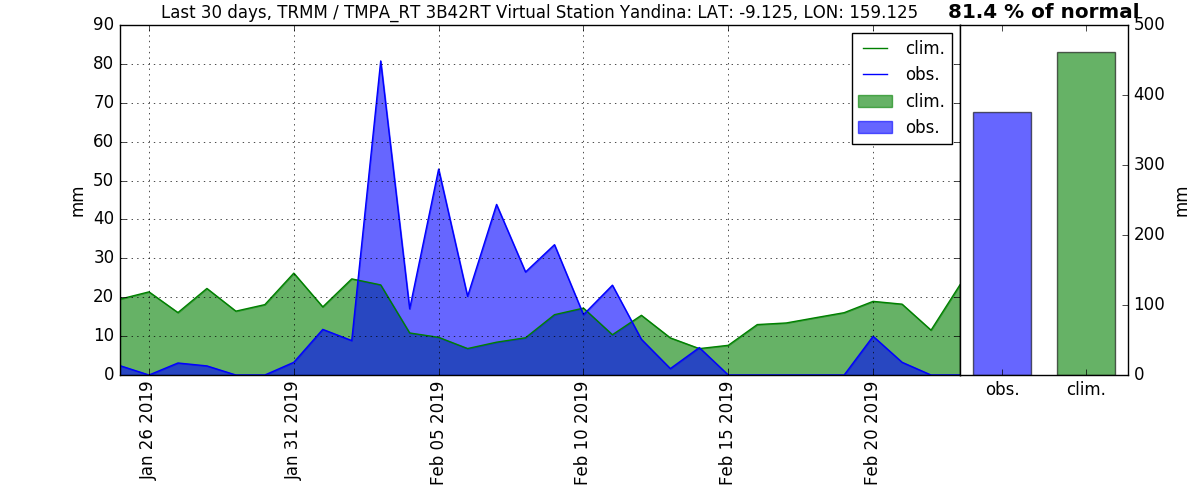 Last 30 days, TRMM / TMPA_RT 3B42RT Virtual Station Yandina: LAT: -9.125, LON: 159.125
81.4 % of normal
90
80
70
60
50
40
30
20
10
0
mm
clim.
obs.
clim.
obs.
Jan 26 2019
Jan 31 2019
Feb 05 2019
Feb 10 2019
Feb 15 2019
Feb 20 2019
500
400
300
200
100
0
mm
obs.
clim.